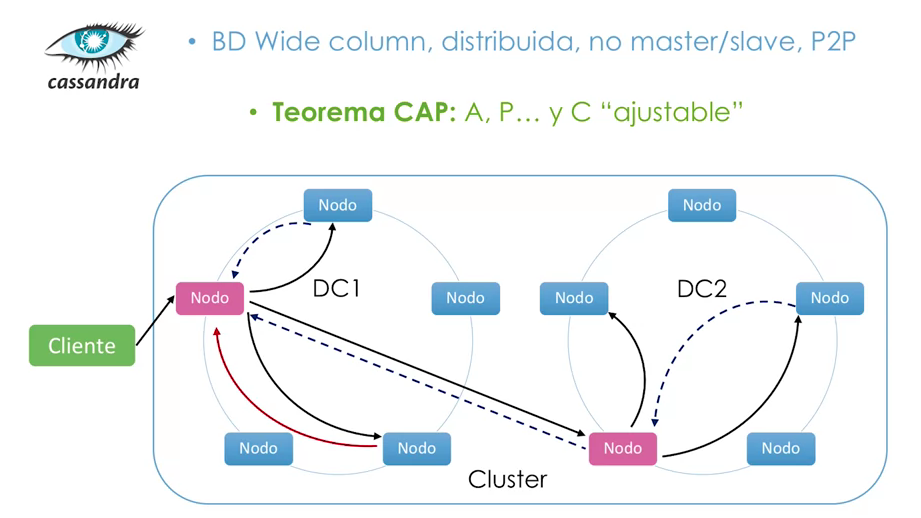 cassandra
• BD Wide column, distribuida, no master/slave, P2P
• Teorema CAP: A, P… y C “ajustable”
Nodo
Nodo
Nodo
DC1
Nodo
Nodo
DC2
Nodo
Cliente
Nodo
Nodo
Nodo
Nodo
Cluster